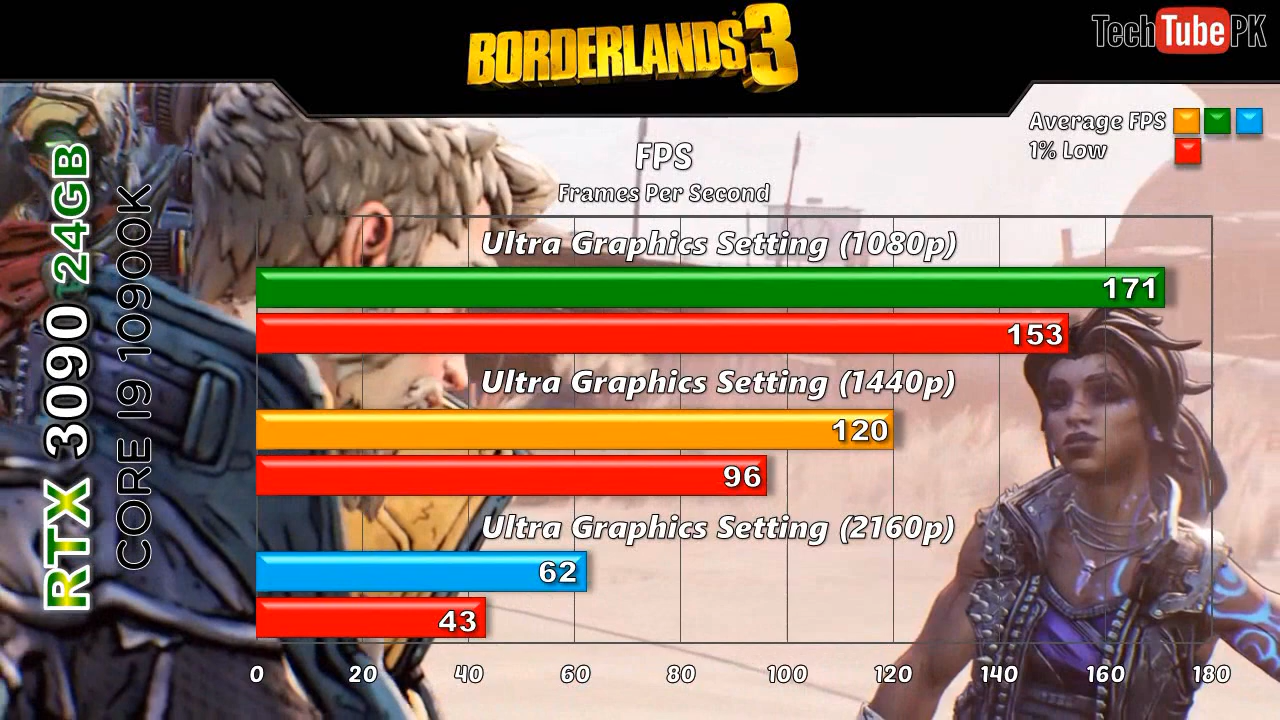 BORDERLANDS 3
TechTubePK
Average FPS
1% Low
FPS
Frames Per Second
RTX 3090 24GB
CORE I9 10900K
Ultra Graphics Setting (1080p)
171
153
Ultra Graphics Setting (1440p)
120
96
Ultra Graphics Setting (2160p)
62
43
0 20 40 60 80 100 120 140 160 180